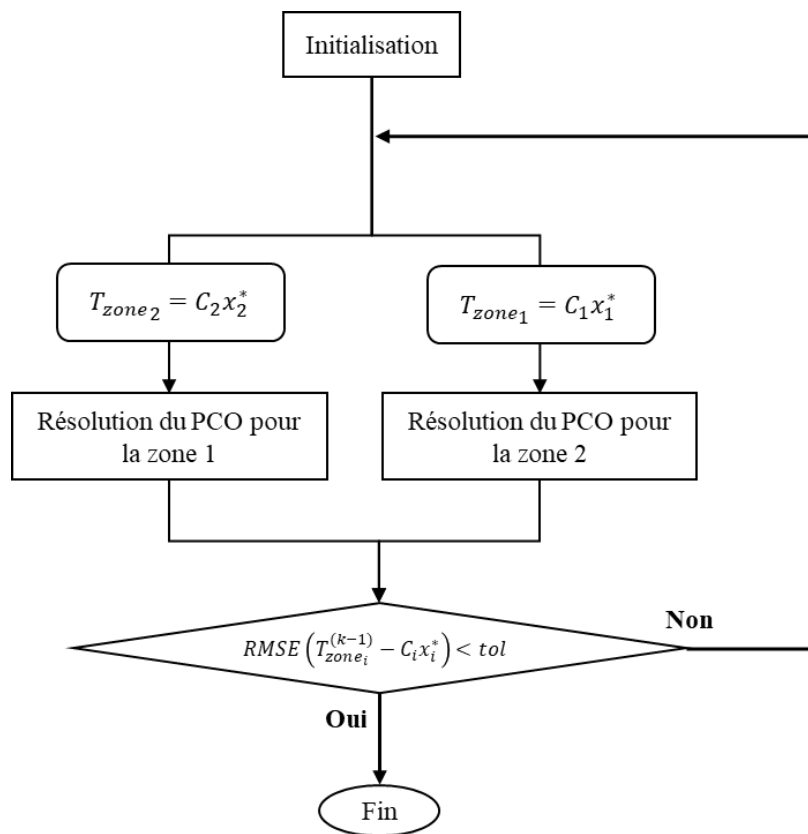 Initialisation
T_{zone_2} = C_2 x_2^*
T_{zone_1} = C_1 x_1^*
Résolution du PCO pour
la zone 1
Résolution du PCO pour
la zone 2
RMSE (T_{zone_i}^{(k-1)} − C_i x_i^*) < tol
Non
Oui
Fin